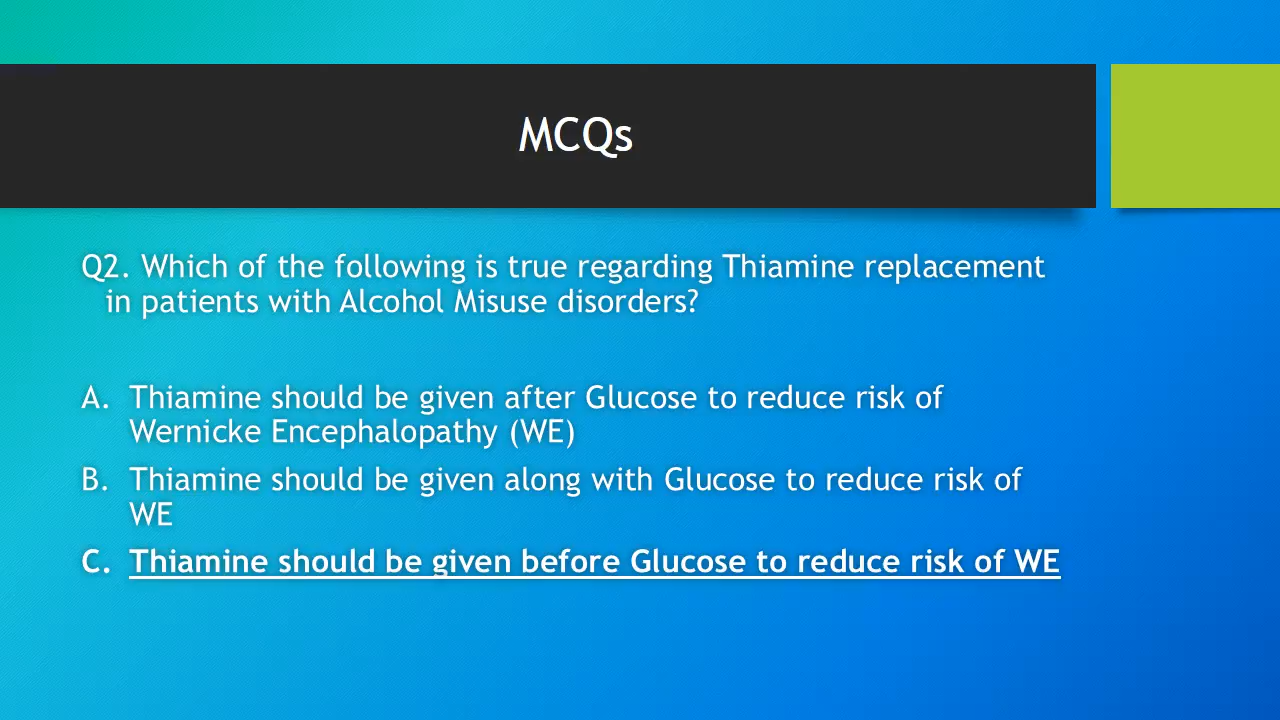 MCQs
Q2. Which of the following is true regarding Thiamine replacement
in patients with Alcohol Misuse disorders?
A. Thiamine should be given after Glucose to reduce risk of
Wernicke Encephalopathy (WE)
B. Thiamine should be given along with Glucose to reduce risk of
WE
C. Thiamine should be given before Glucose to reduce risk of WE